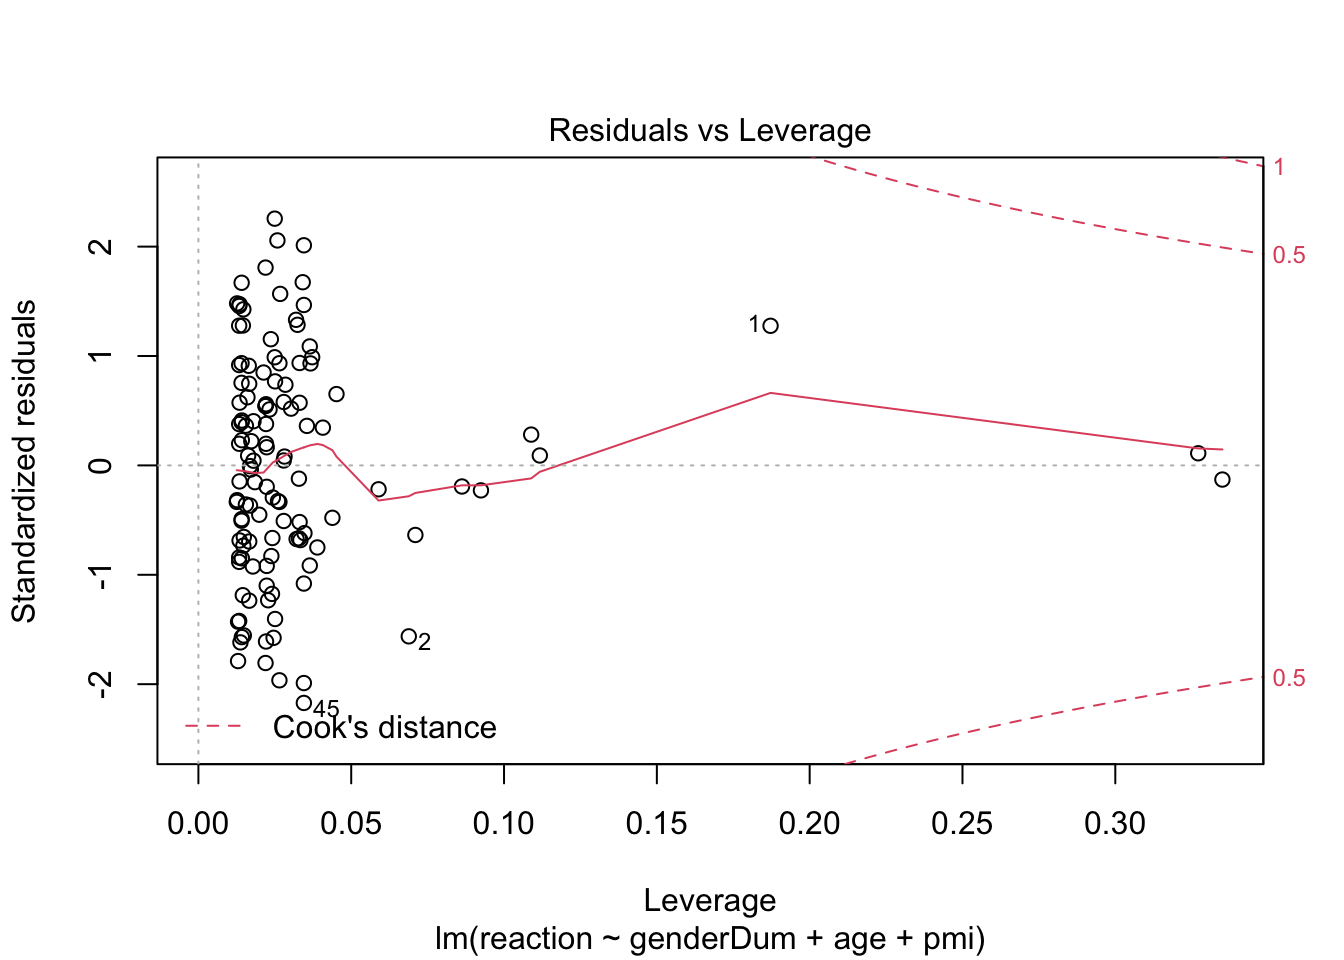 Residuals vs Leverage
Standardized residuals
2
1
0
-1
-2
1
0.5
0.5
1
2
45
Cook's distance
0.00 0.05 0.10 0.15 0.20 0.25 0.30
Leverage
lm(reaction ~ genderDum + age + pmi)